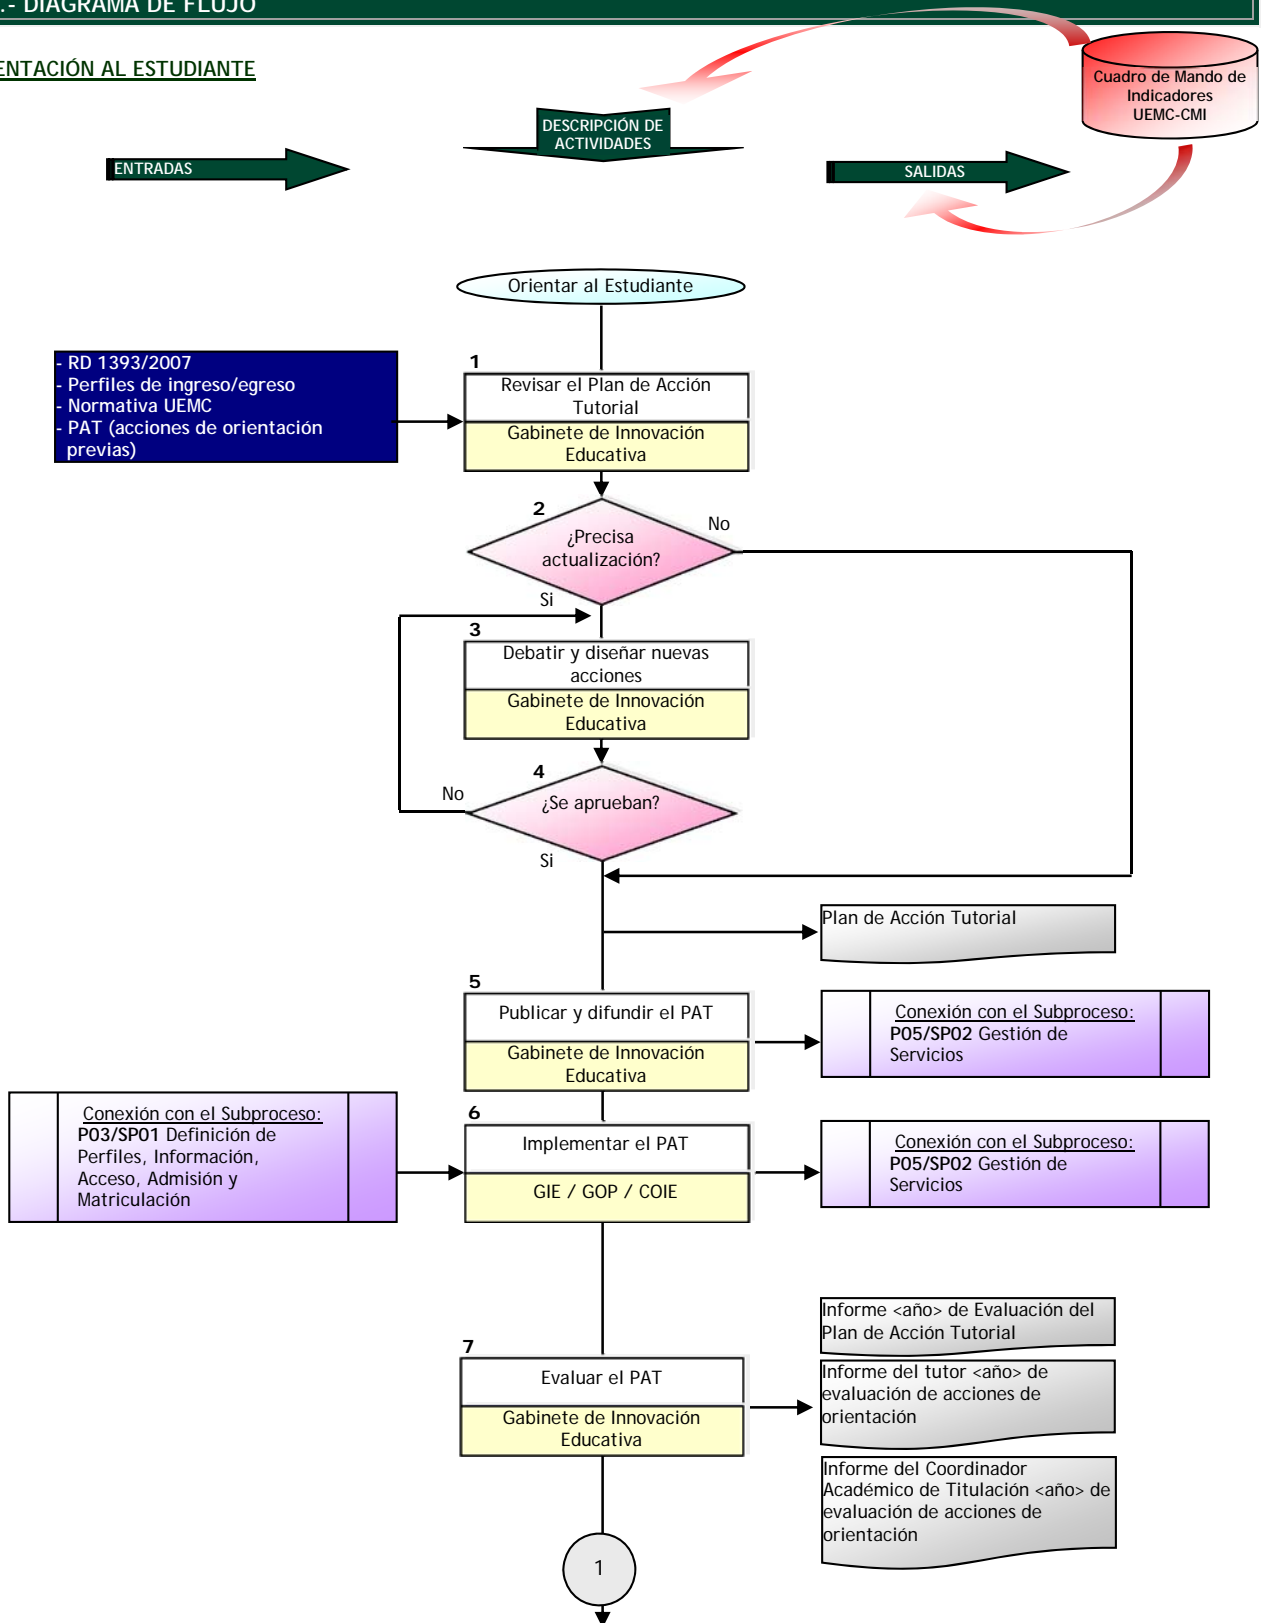 .- DIAGRAMA DE FLUJO
ENTACIÓN AL ESTUDIANTE
Cuadro de Mando de
Indicadores
UEMC-CMI
DESCRIPCIÓN DE
ACTIVIDADES
ENTRADAS
SALIDAS
Orientar al Estudiante
- RD 1393/2007
- Perfiles de ingreso/egreso
- Normativa UEMC
- PAT (acciones de orientación
previas)
1
Revisar el Plan de Acción
Tutorial
Gabinete de Innovación
Educativa
2
¿Precisa
actualización?
No
Si
3
Debatir y diseñar nuevas
acciones
Gabinete de Innovación
Educativa
4
¿Se aprueban?
No
Si
Plan de Acción Tutorial
5
Publicar y difundir el PAT
Gabinete de Innovación
Educativa
Conexión con el Subproceso:
P05/SP02 Gestión de
Servicios
Conexión con el Subproceso:
P03/SP01 Definición de
Perfiles, Información,
Acceso, Admisión y
Matriculación
6
Implementar el PAT
GIE / GOP / COIE
Conexión con el Subproceso:
P05/SP02 Gestión de
Servicios
7
Evaluar el PAT
Gabinete de Innovación
Educativa
Informe <año> de Evaluación del
Plan de Acción Tutorial
Informe del tutor <año> de
evaluación de acciones de
orientación
Informe del Coordinador
Académico de Titulación <año> de
evaluación de acciones de
orientación
1